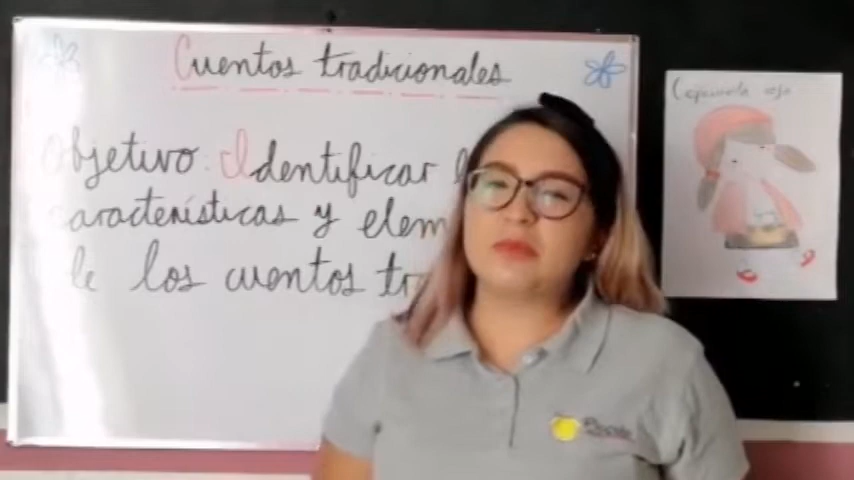 Cuentos tradicionales
Objetivo: Identificar
características y elem
de los cuentos tr